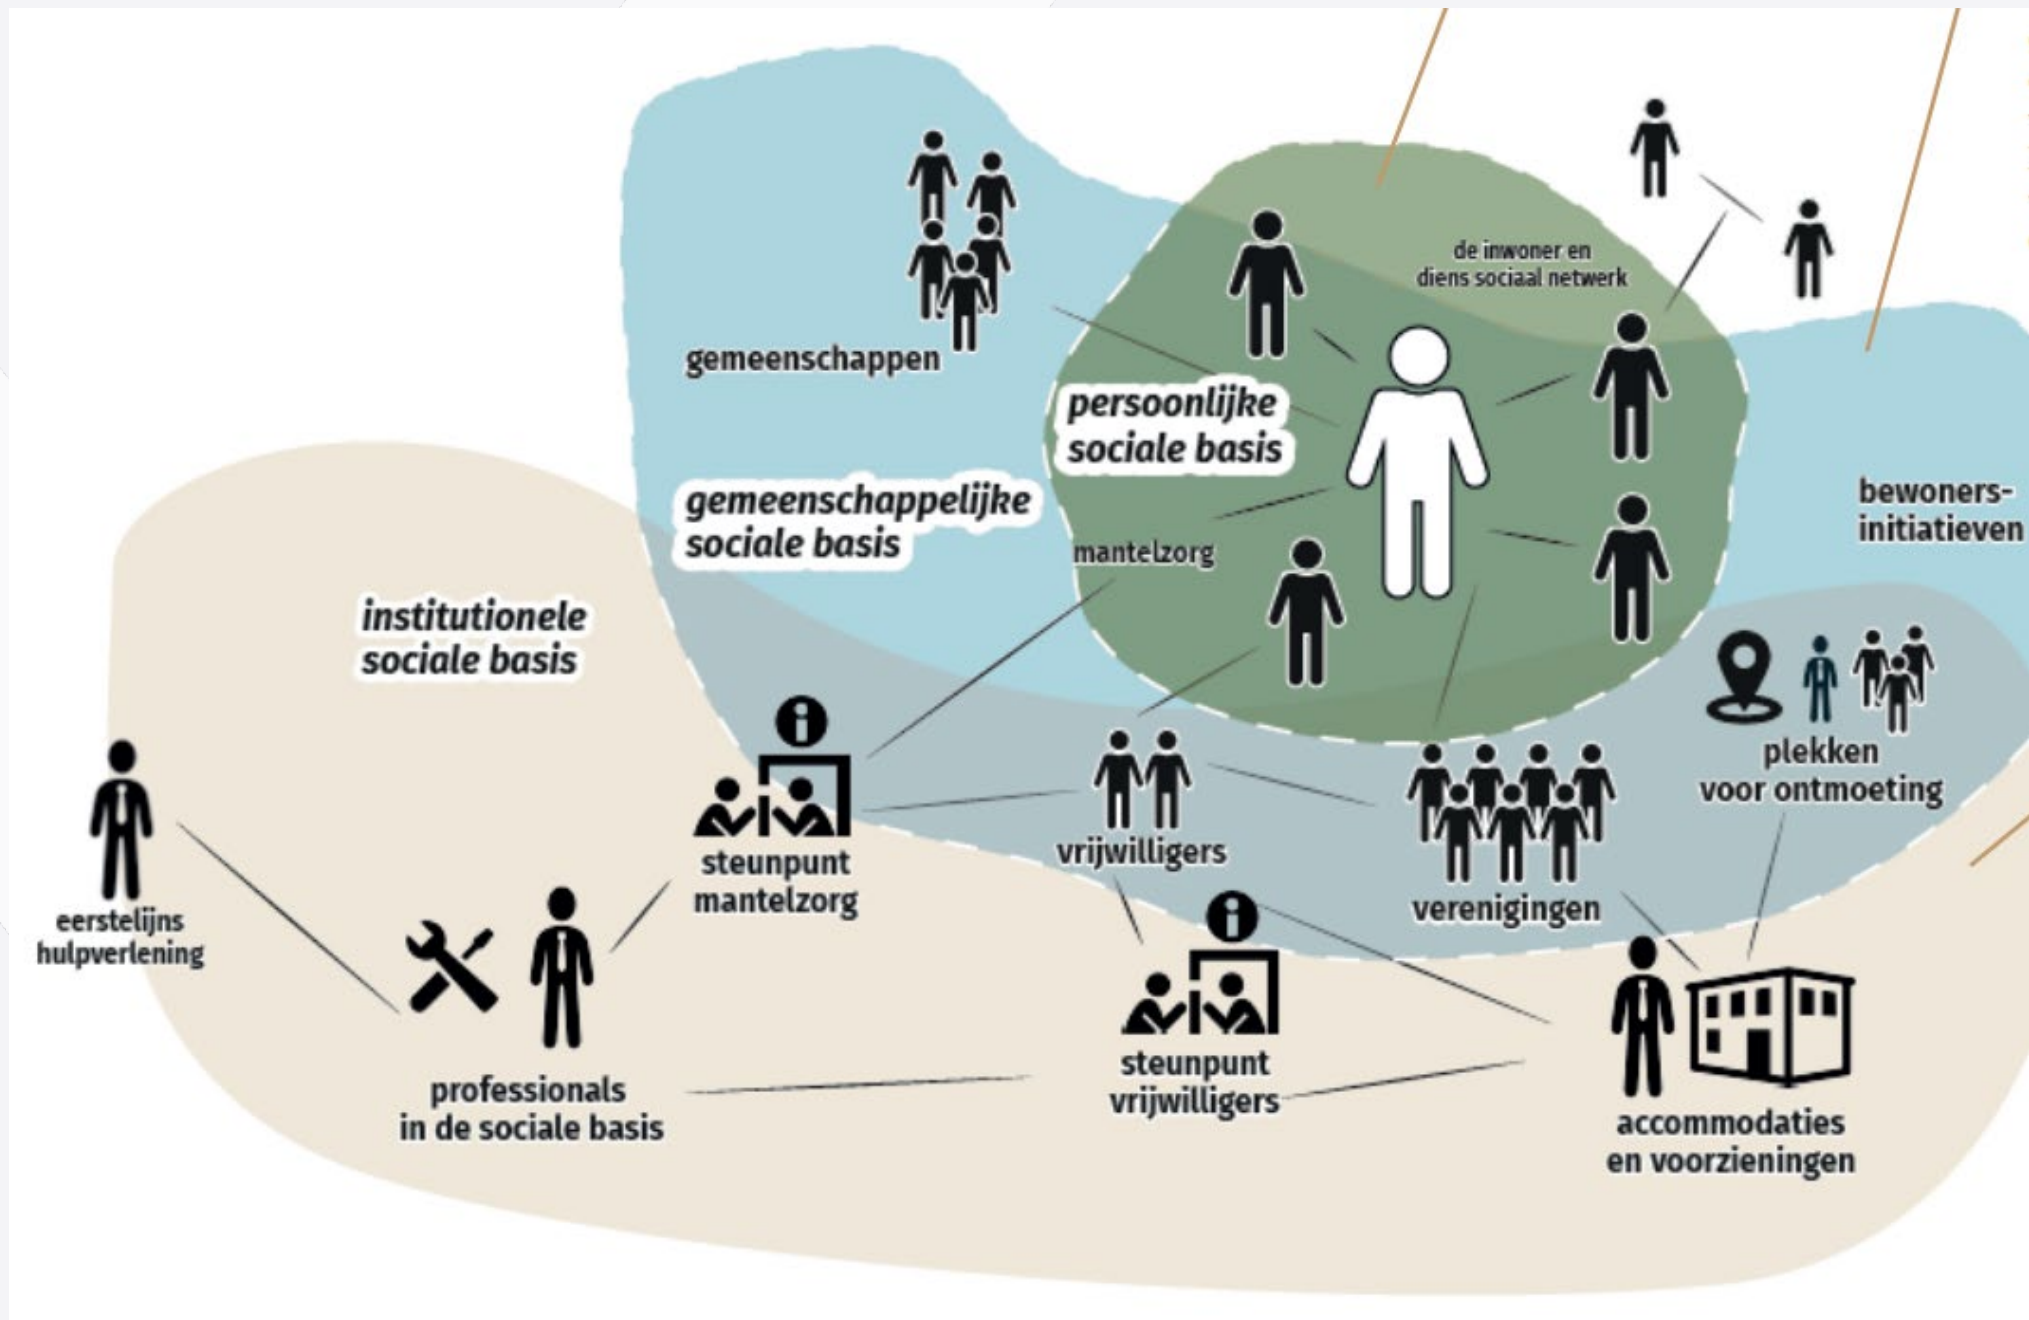 de inwoner en
diens sociaal netwerk
gemeenschappen
persoonlijke
sociale basis
gemeenschappelijke
sociale basis
bewoners-
initiatieven
mantelzorg
institutionele
sociale basis
plekken
voor ontmoeting
steunpunt
mantelzorg
vrijwilligers
verenigingen
eerstelijns
hulpverlening
steunpunt
vrijwilligers
professionals
in de sociale basis
accommodaties
en voorzieningen